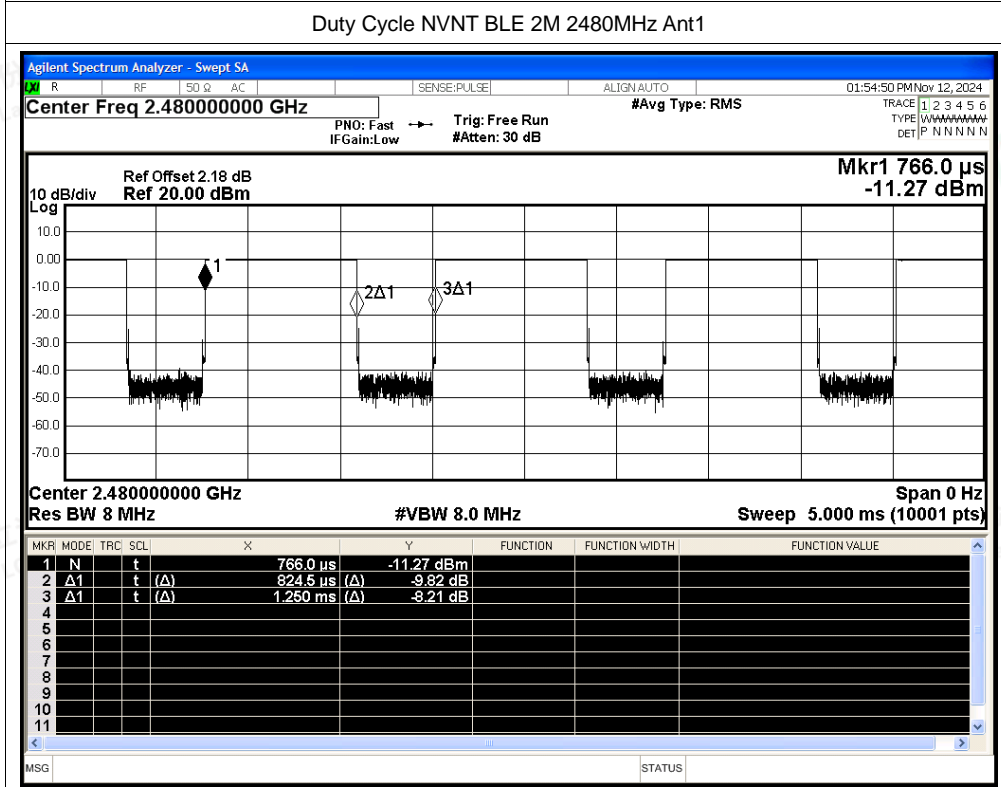 Duty Cycle NVNT BLE 2M 2480MHz Ant1
Agilent Spectrum Analyzer - Swept SA
LXI R RF 50 Ω AC SENSE:PULSE ALIGN AUTO 01:54:50 PM Nov 12, 2024
Center Freq 2.480000000 GHz #Avg Type: RMS TRACE 1 2 3 4 5 6
PNO: Fast Trig: Free Run TYPE WWWWWW
IFGain:Low #Atten: 30 dB DET P N N N N N
Mkr1 766.0 µs
Ref Offset 2.18 dB
10 dB/div Ref 20.00 dBm -11.27 dBm
Log
10.0
0.00
1
-10.0
2Δ1 3Δ1
-20.0
-30.0
-40.0
-50.0
-60.0
-70.0
Center 2.480000000 GHz Span 0 Hz
Res BW 8 MHz #VBW 8.0 MHz Sweep 5.000 ms (10001 pts)
MKR MODE TRC SCL X Y FUNCTION FUNCTION WIDTH FUNCTION VALUE
1 N t 766.0 µs -11.27 dBm
2 Δ1 t (Δ) 824.5 µs (Δ) -9.82 dB
3 Δ1 t (Δ) 1.250 ms (Δ) -8.21 dB
4
5
6
7
8
9
10
11
MSG STATUS